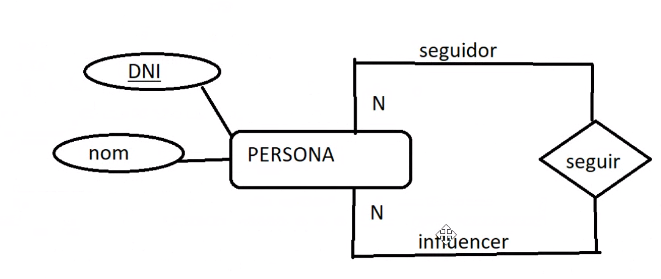 seguidor
DNI
N
nom
PERSONA
seguir
N
influencer